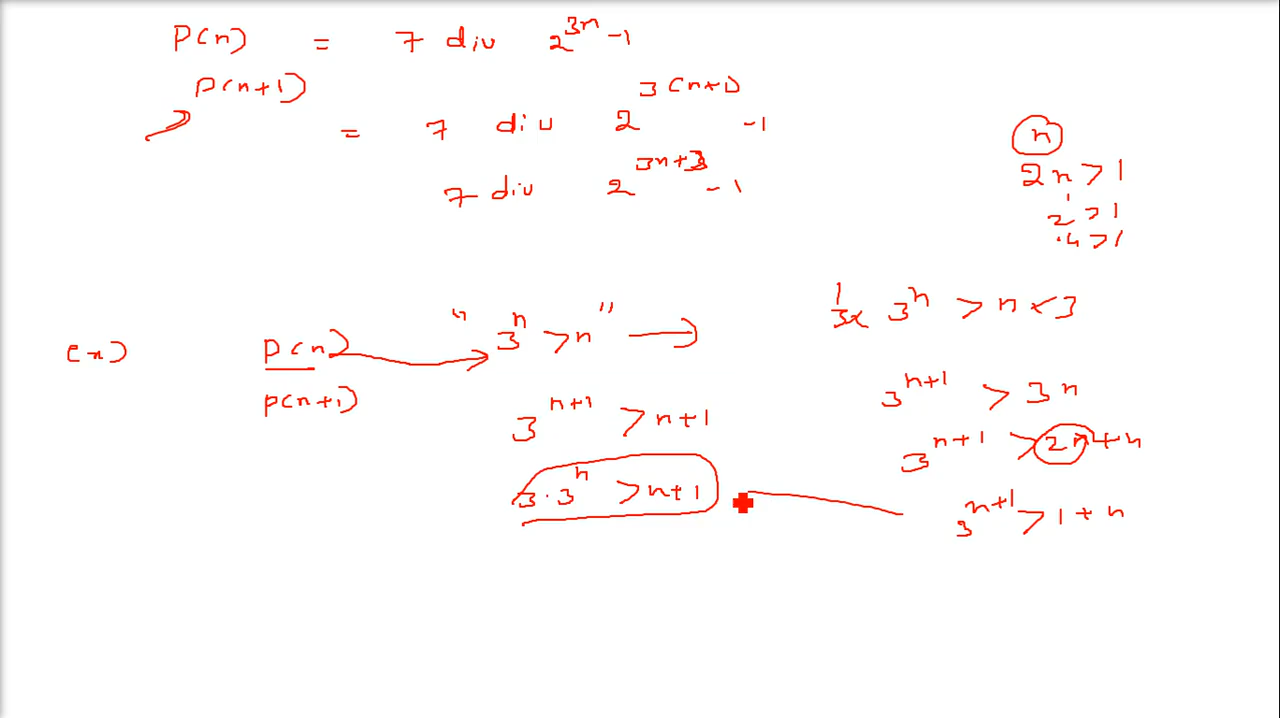 P(n) = 7 div 2^{3n} -1
P(n+1)
= 7 div 2^{3(n+1)} -1
7 div 2^{3n+3} -1
n
2n > 1
2 > 1
4 > 1
Ex) P(n) " 3^n > n "
P(n+1)
3^{n+1} > n+1
3 · 3^n > n+1
3× 3^n > n × 3
3^{n+1} > 3n
3^{n+1} > 2n + n
3^{n+1} > 1 + n